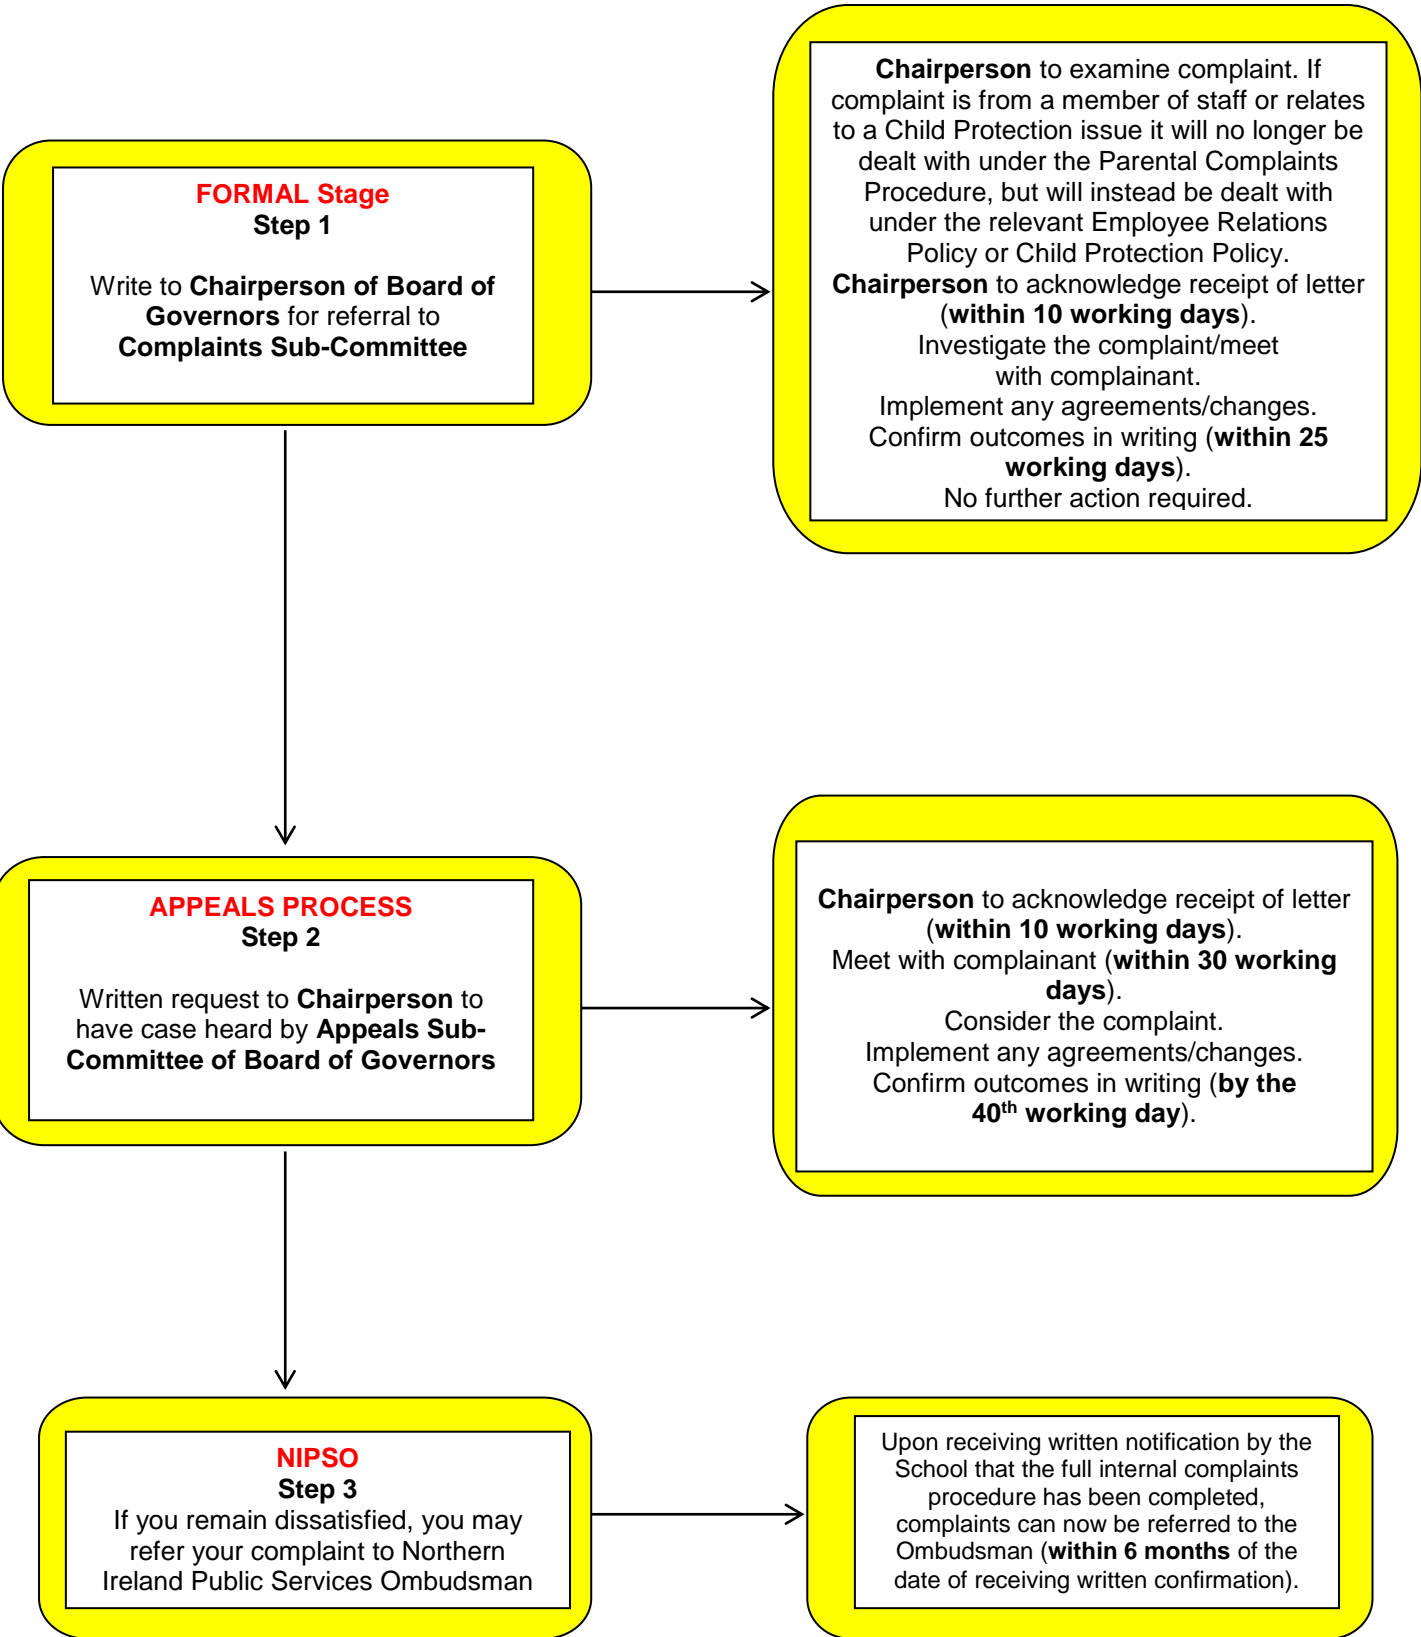 FORMAL Stage
Step 1
Write to Chairperson of Board of
Governors for referral to
Complaints Sub-Committee
Chairperson to examine complaint. If
complaint is from a member of staff or relates
to a Child Protection issue it will no longer be
dealt with under the Parental Complaints
Procedure, but will instead be dealt with
under the relevant Employee Relations
Policy or Child Protection Policy.
Chairperson to acknowledge receipt of letter
(within 10 working days).
Investigate the complaint/meet
with complainant.
Implement any agreements/changes.
Confirm outcomes in writing (within 25
working days).
No further action required.
APPEALS PROCESS
Step 2
Written request to Chairperson to
have case heard by Appeals Sub-
Committee of Board of Governors
Chairperson to acknowledge receipt of letter
(within 10 working days).
Meet with complainant (within 30 working
days).
Consider the complaint.
Implement any agreements/changes.
Confirm outcomes in writing (by the
40th working day).
NIPSO
Step 3
If you remain dissatisfied, you may
refer your complaint to Northern
Ireland Public Services Ombudsman
Upon receiving written notification by the
School that the full internal complaints
procedure has been completed,
complaints can now be referred to the
Ombudsman (within 6 months of the
date of receiving written confirmation).